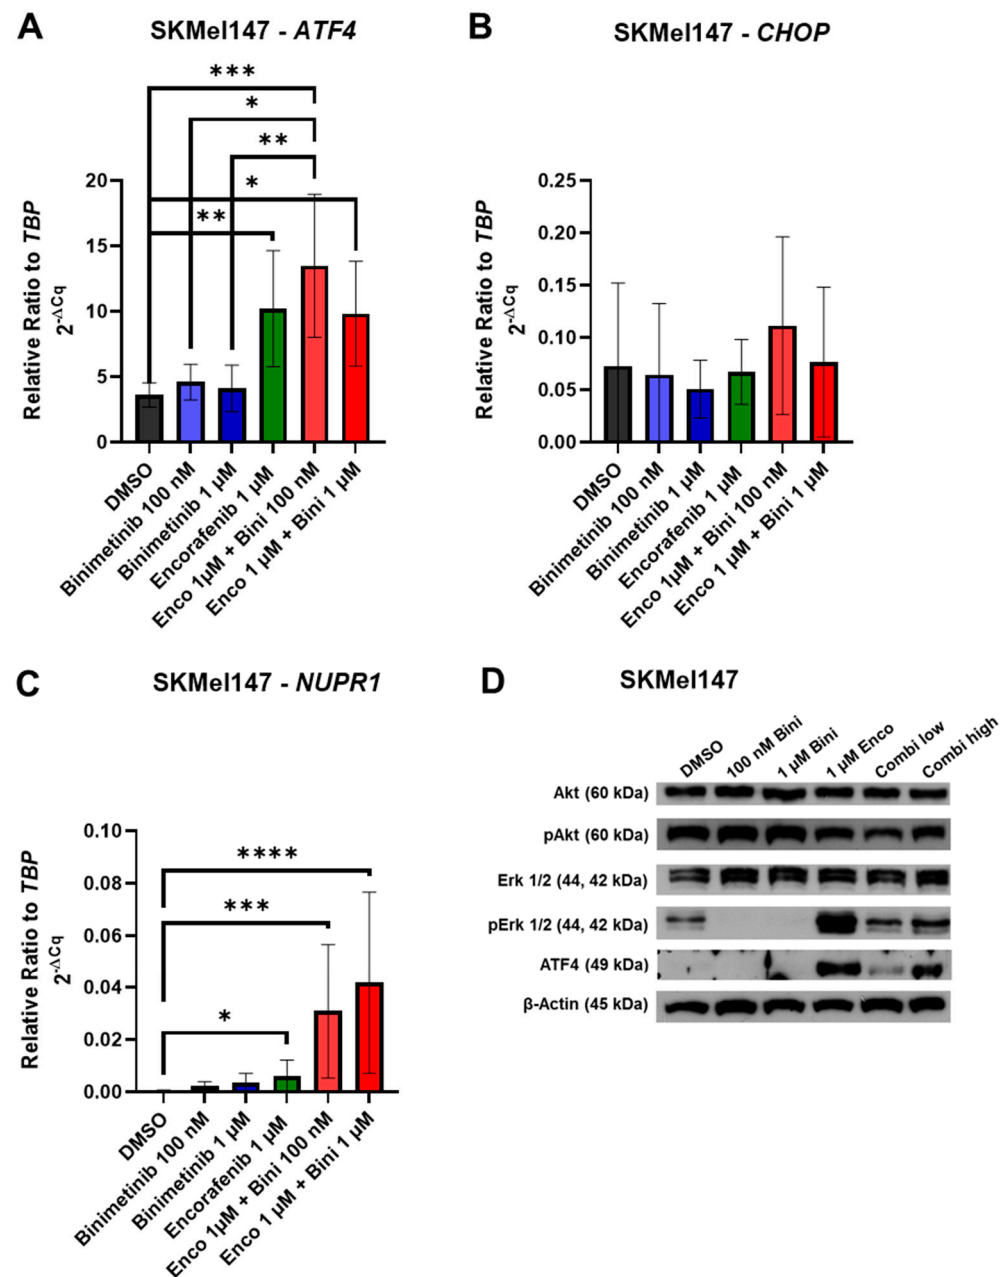 A
SKMel147 - ATF4
***
*
**
*
**
20
15
10
5
0
Relative Ratio to TBP
2-ΔCq
DMSO
Binimetinib 100 nM
Binimetinib 1 µM
Encorafenib 1 µM
Enco 1µM + Bini 100 nM
Enco 1 µM + Bini 1 µM
B
SKMel147 - CHOP
0.25
0.20
0.15
0.10
0.05
0.00
Relative Ratio to TBP
2-ΔCq
DMSO
Binimetinib 100 nM
Binimetinib 1 µM
Encorafenib 1 µM
Enco 1µM + Bini 100 nM
Enco 1 µM + Bini 1 µM
C
SKMel147 - NUPR1
****
***
*
0.10
0.08
0.06
0.04
0.02
0.00
Relative Ratio to TBP
2-ΔCq
DMSO
Binimetinib 100 nM
Binimetinib 1 µM
Encorafenib 1 µM
Enco 1µM + Bini 100 nM
Enco 1 µM + Bini 1 µM
D
SKMel147
DMSO
100 nM Bini
1 µM Bini
1 µM Enco
Combi low
Combi high
Akt (60 kDa)
pAkt (60 kDa)
Erk 1/2 (44, 42 kDa)
pErk 1/2 (44, 42 kDa)
ATF4 (49 kDa)
β-Actin (45 kDa)